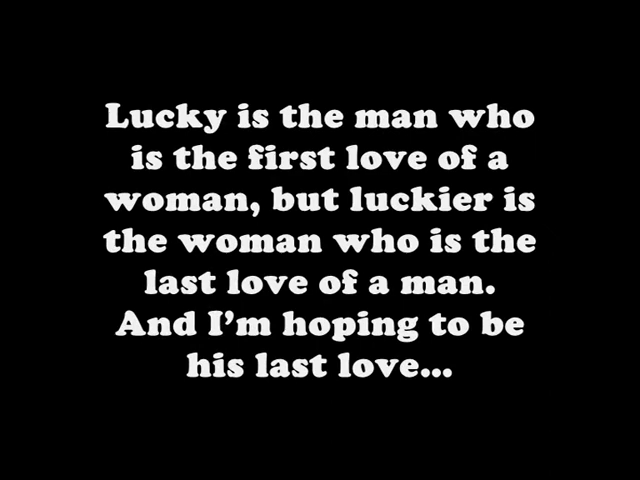 Lucky is the man who
is the first love of a
woman, but luckier is
the woman who is the
last love of a man.
And I’m hoping to be
his last love...